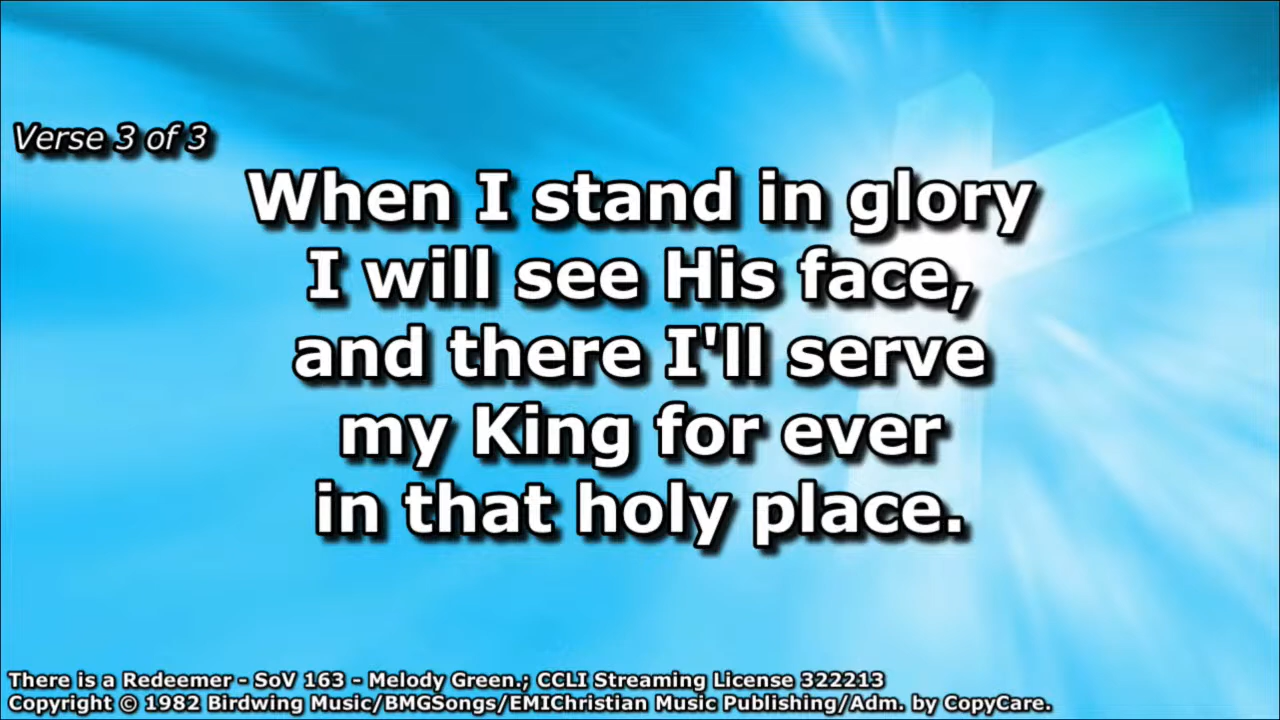 Verse 3 of 3
When I stand in glory
I will see His face,
and there I'll serve
my King for ever
in that holy place.
There is a Redeemer - SoV 163 - Melody Green.; CCLI Streaming License 322213
Copyright © 1982 Birdwing Music/BMGSongs/EMIChristian Music Publishing/Adm. by CopyCare.